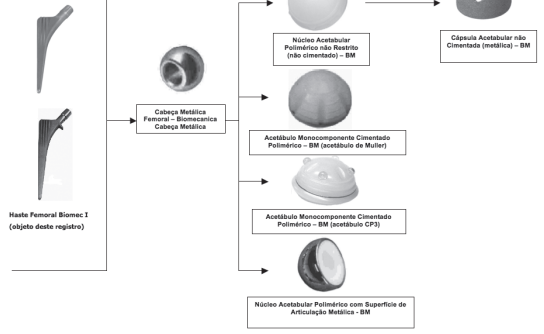 Núcleo Acetabular
Polimérico não Restrito
(não cimentado) – BM
Cápsula Acetabular não
Cimentada (metálica) – BM
Cabeça Metálica
Femoral – Biomecanica
Cabeça Metálica
Acetábulo Monocomponente Cimentado
Polimérico – BM (acetábulo de Muller)
Haste Femoral Biomec I
(objeto deste registro)
Acetábulo Monocomponente Cimentado
Polimérico – BM (acetábulo CP3)
Núcleo Acetabular Polimérico com Superfície de
Articulação Metálica - BM